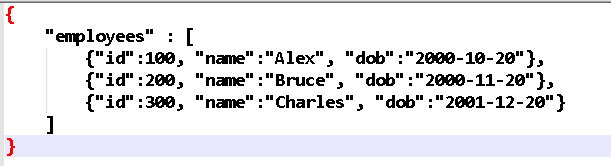 {
    "employees" : [
        {"id":100, "name":"Alex", "dob":"2000-10-20"},
        {"id":200, "name":"Bruce", "dob":"2000-11-20"},
        {"id":300, "name":"Charles", "dob":"2001-12-20"}
    ]
}